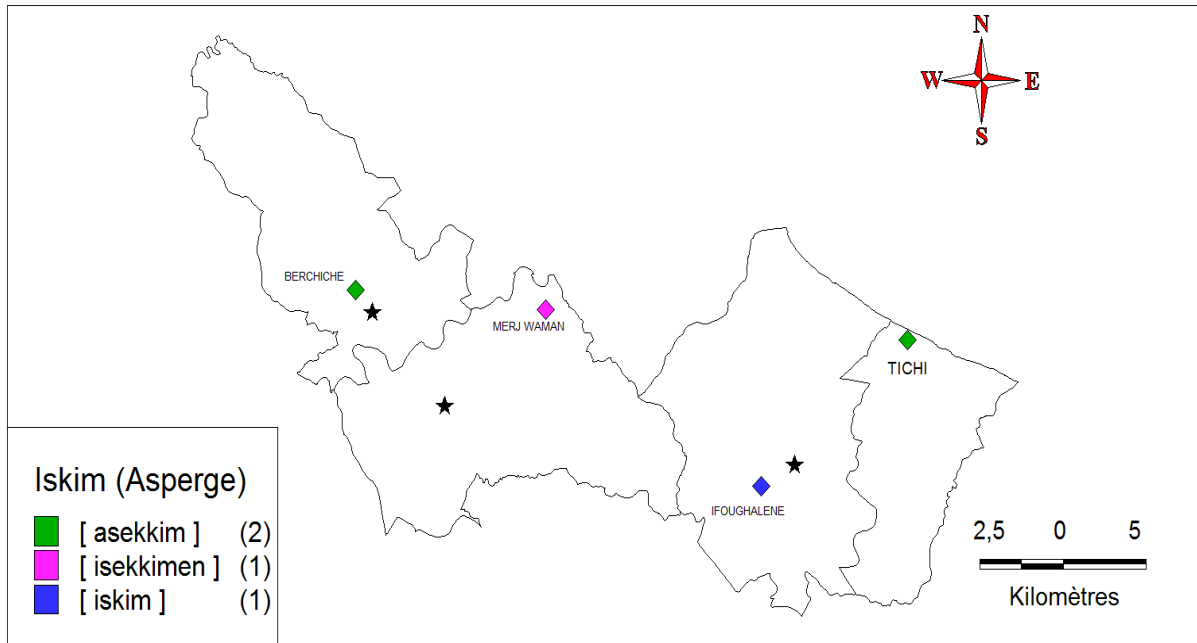 N
W E
S
BERCHICHE
MERJ WAMAN
TICHI
IFOUGHALENE
Iskim (Asperge)
[ asekkim ] (2)
[ isekkimen ] (1)
[ iskim ] (1)
2,5 0 5
Kilomètres